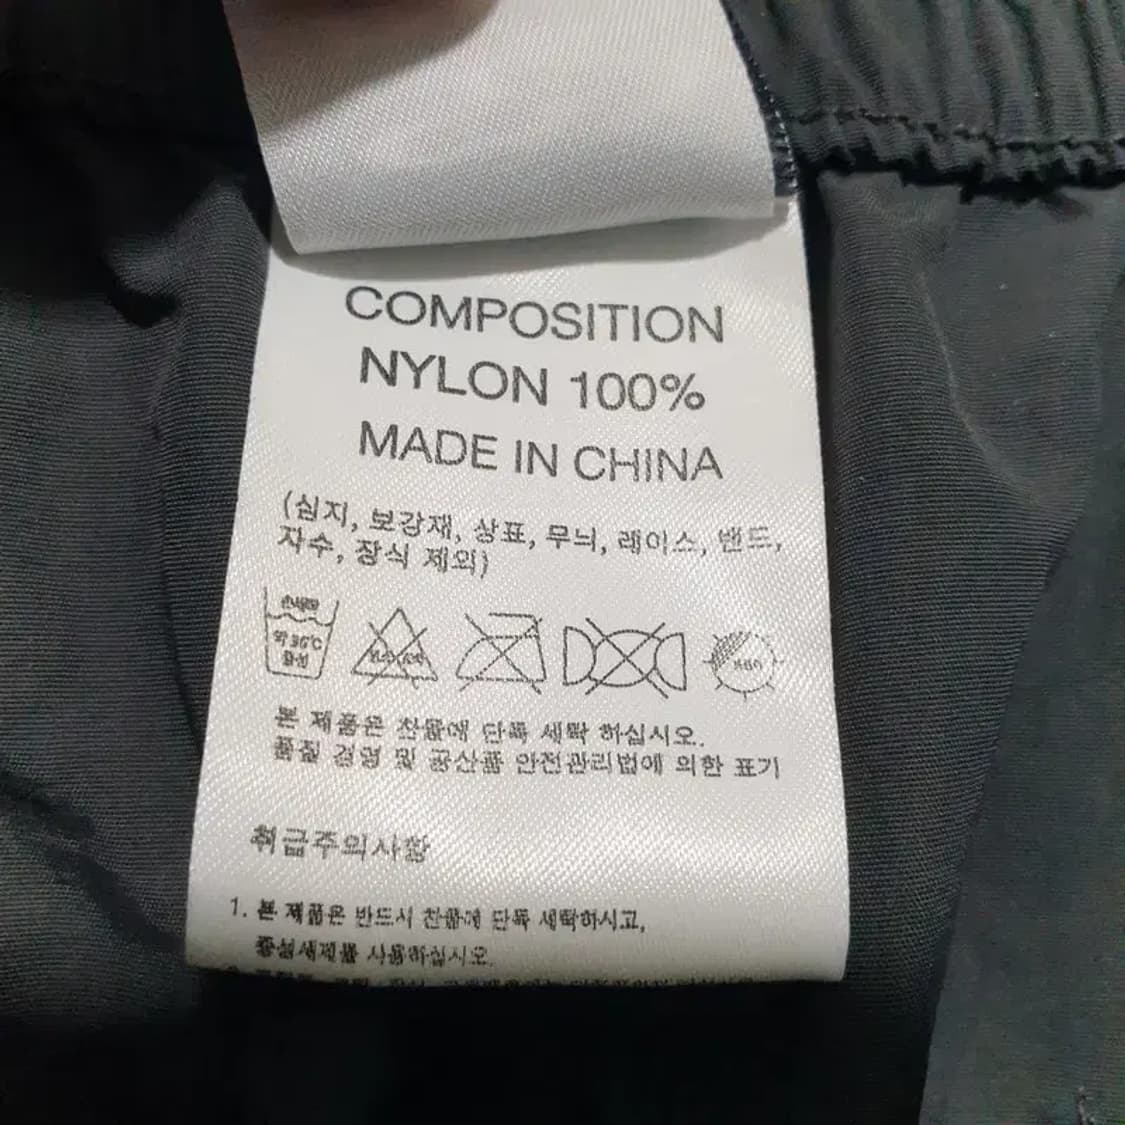 COMPOSITION
NYLON 100%
MADE IN CHINA
(심지, 보강재, 상표, 무늬, 레이스, 밴드,
자수, 장식 제외)
손세탁
약 30℃
중성
본 제품은 찬물에 단독 세탁 하십시오.
품질 경영 및 공산품 안전관리법에 의한 표기
취급주의사항
1. 본 제품은 반드시 찬물에 단독 세탁하시고,
중성세제를 사용하십시오.